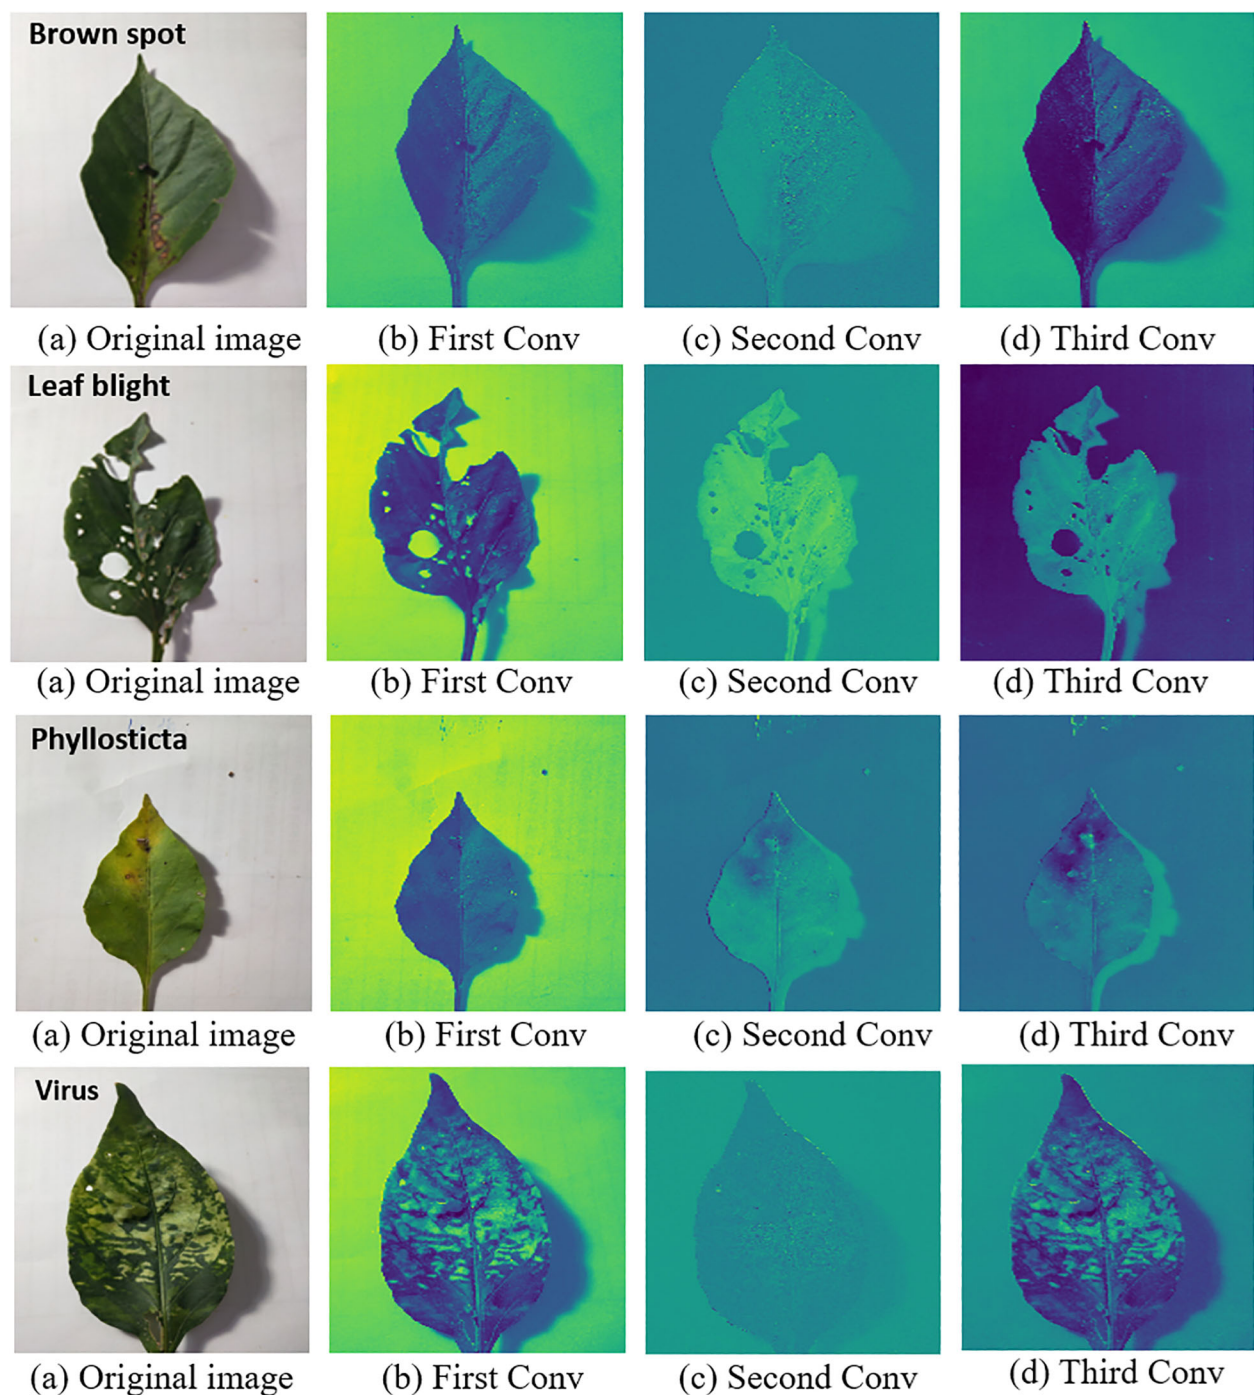 Brown spot
(a) Original image
(b) First Conv
(c) Second Conv
(d) Third Conv
Leaf blight
(a) Original image
(b) First Conv
(c) Second Conv
(d) Third Conv
Phyllosticta
(a) Original image
(b) First Conv
(c) Second Conv
(d) Third Conv
Virus
(a) Original image
(b) First Conv
(c) Second Conv
(d) Third Conv